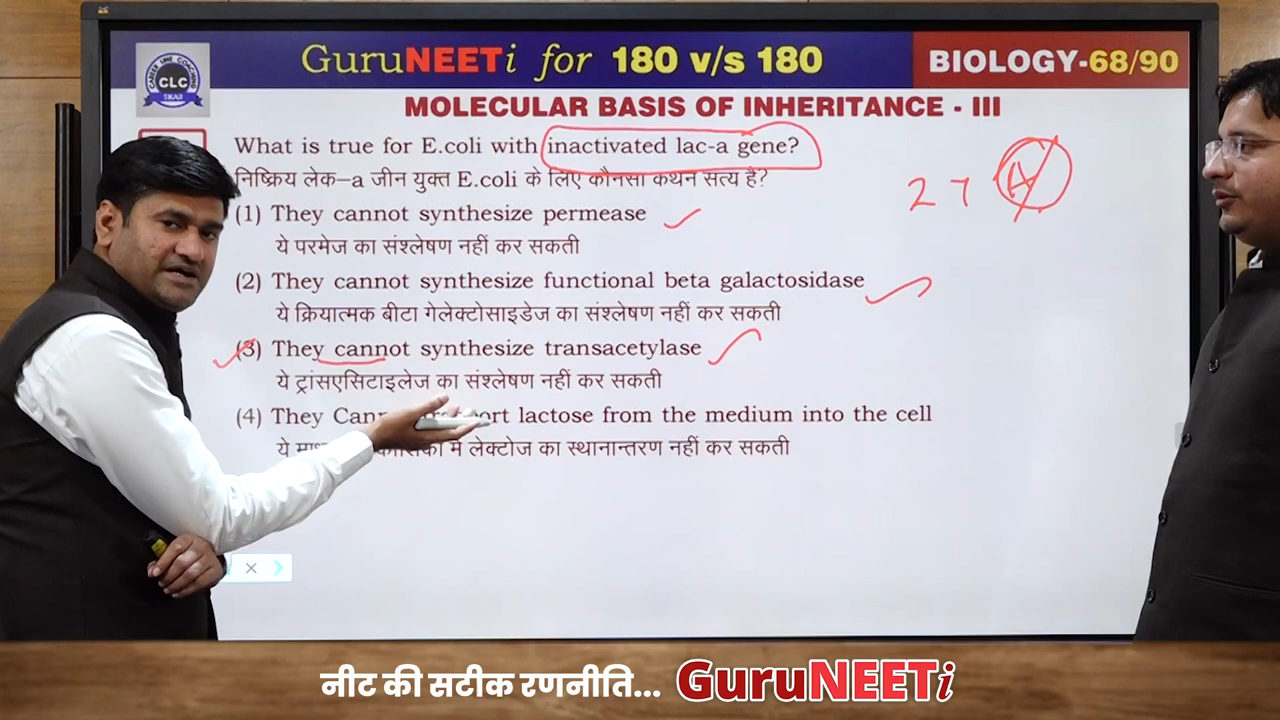 CAREER LINE COACHING
CLC
SIKAR
GuruNEETi for 180 v/s 180
BIOLOGY-68/90
MOLECULAR BASIS OF INHERITANCE - III
What is true for E.coli with inactivated lac-a gene?
निष्क्रिय लेक–a जीन युक्त E.coli के लिए कौनसा कथन सत्य है?
(1) They cannot synthesize permease
ये परमेज का संश्लेषण नहीं कर सकती
(2) They cannot synthesize functional beta galactosidase
ये क्रियात्मक बीटा गेलेक्टोसाइडेज का संश्लेषण नहीं कर सकती
(3) They cannot synthesize transacetylase
ये ट्रांसएसिटाइलेज का संश्लेषण नहीं कर सकती
(4) They lactose from the medium into the cell
ये में लेक्टोज का स्थानान्तरण नहीं कर सकती
नीट की सटीक रणनीति... GuruNEETi